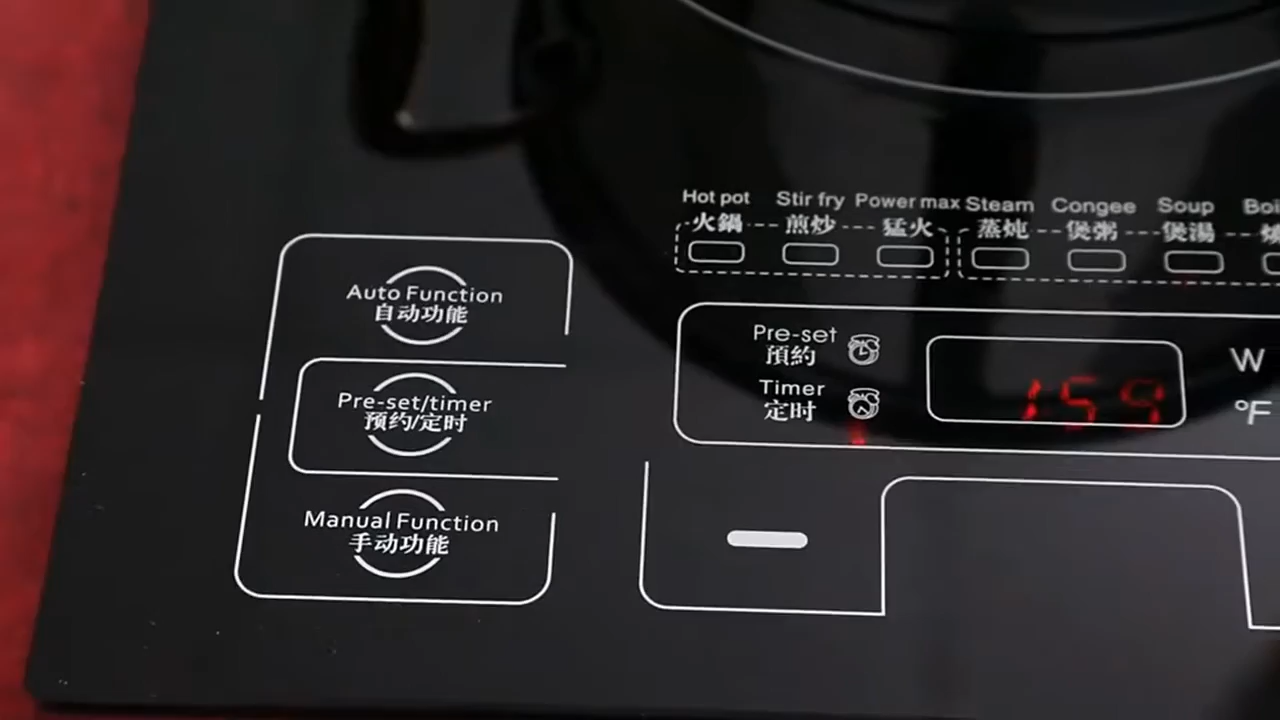 Hot pot Stir fry Power max Steam Congee Soup Boi
火鍋 煎炒 猛火 蒸炖 煲粥 煲湯
Auto Function
自动功能
Pre-set
預約
Timer
定时
159
W
°F
Pre-set/timer
预约/定时
Manual Function
手动功能